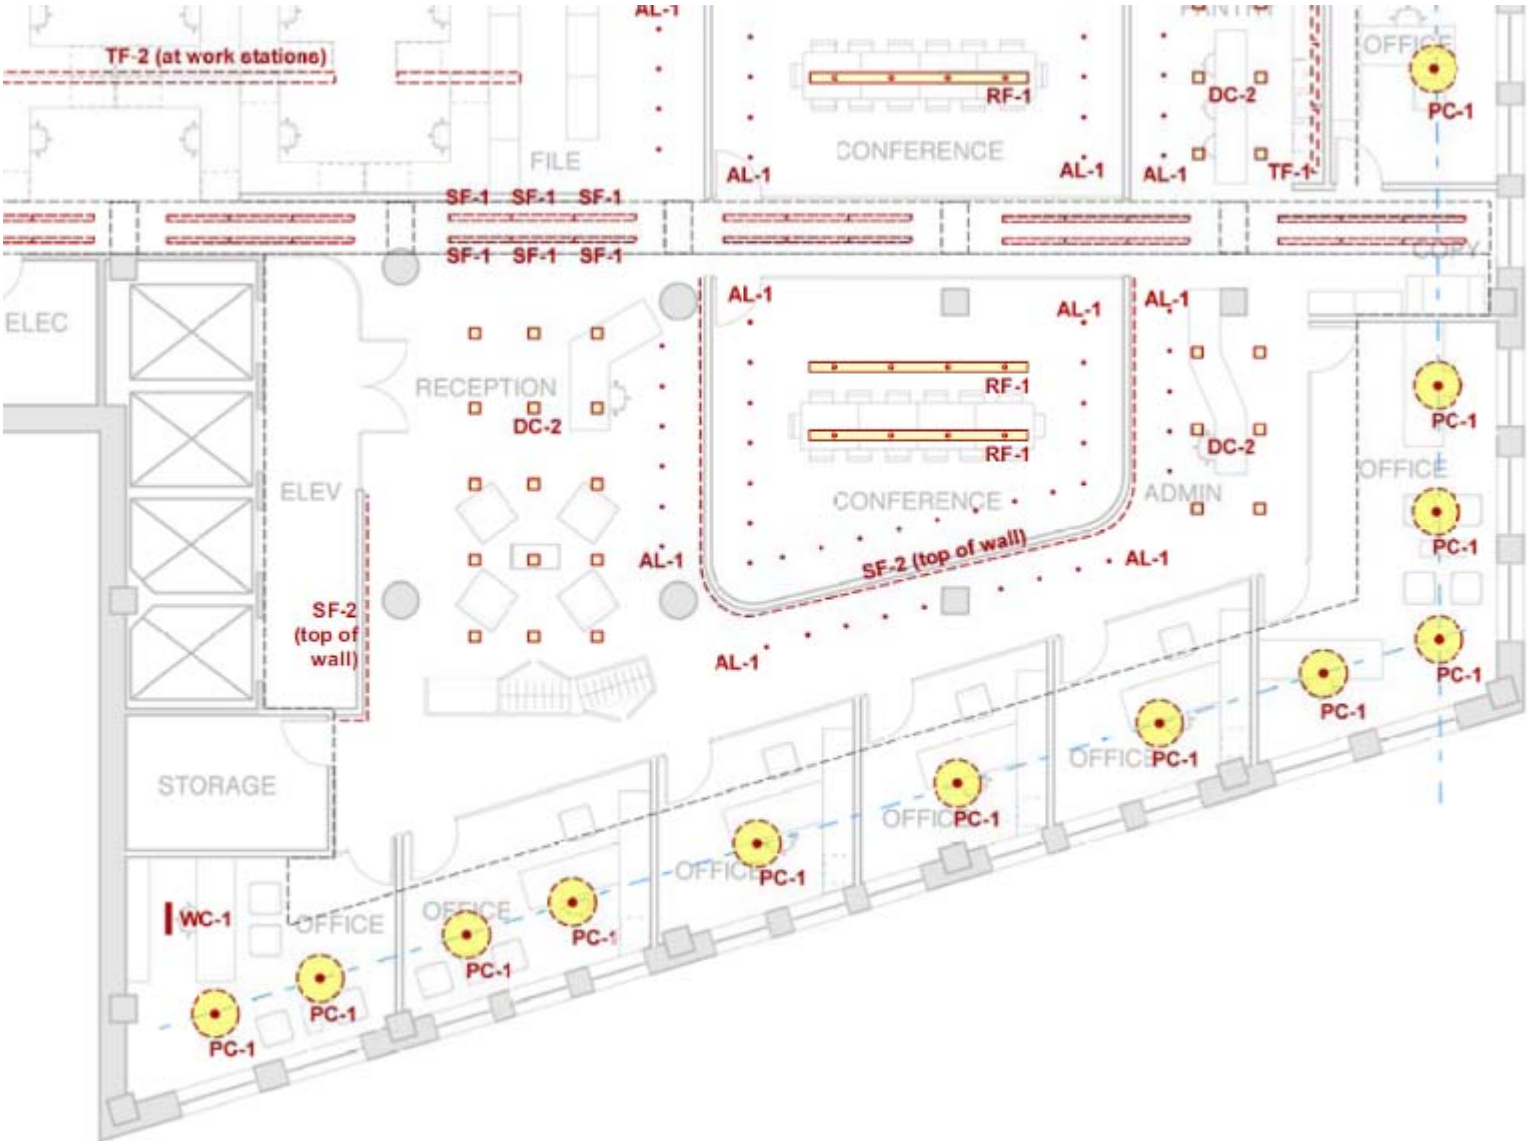 AL-1
PANTRY
OFFICE
TF-2 (at work stations)
RF-1
DC-2
PC-1
FILE
CONFERENCE
AL-1
AL-1
AL-1
TF-1
SF-1 SF-1 SF-1
SF-1 SF-1 SF-1
COPY
ELEC
AL-1
AL-1
AL-1
RECEPTION
RF-1
DC-2
PC-1
DC-2
RF-1
OFFICE
ELEV
CONFERENCE
ADMIN
SF-2 (top of wall)
AL-1
AL-1
PC-1
SF-2
(top of
wall)
AL-1
PC-1
PC-1
STORAGE
OFFICE
PC-1
OFFICE
PC-1
OFFICE
PC-1
WC-1
OFFICE
OFFICE
PC-1
PC-1
PC-1
PC-1